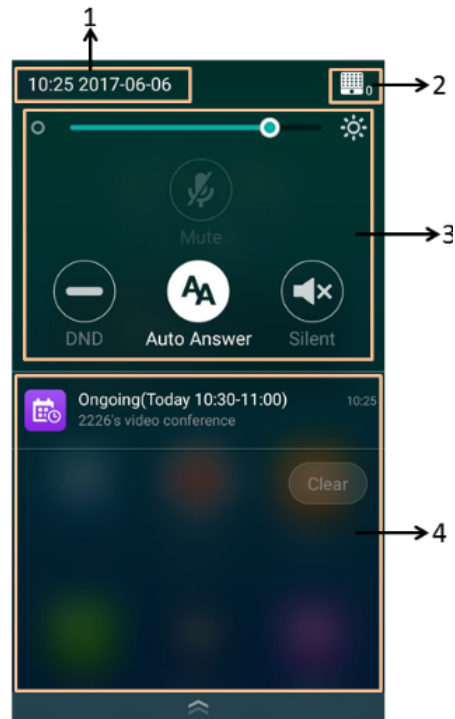 1
10:25 2017-06-06
0
2
Mute
3
DND Auto Answer Silent
Ongoing(Today 10:30-11:00) 10:25
2226's video conference
Clear
4